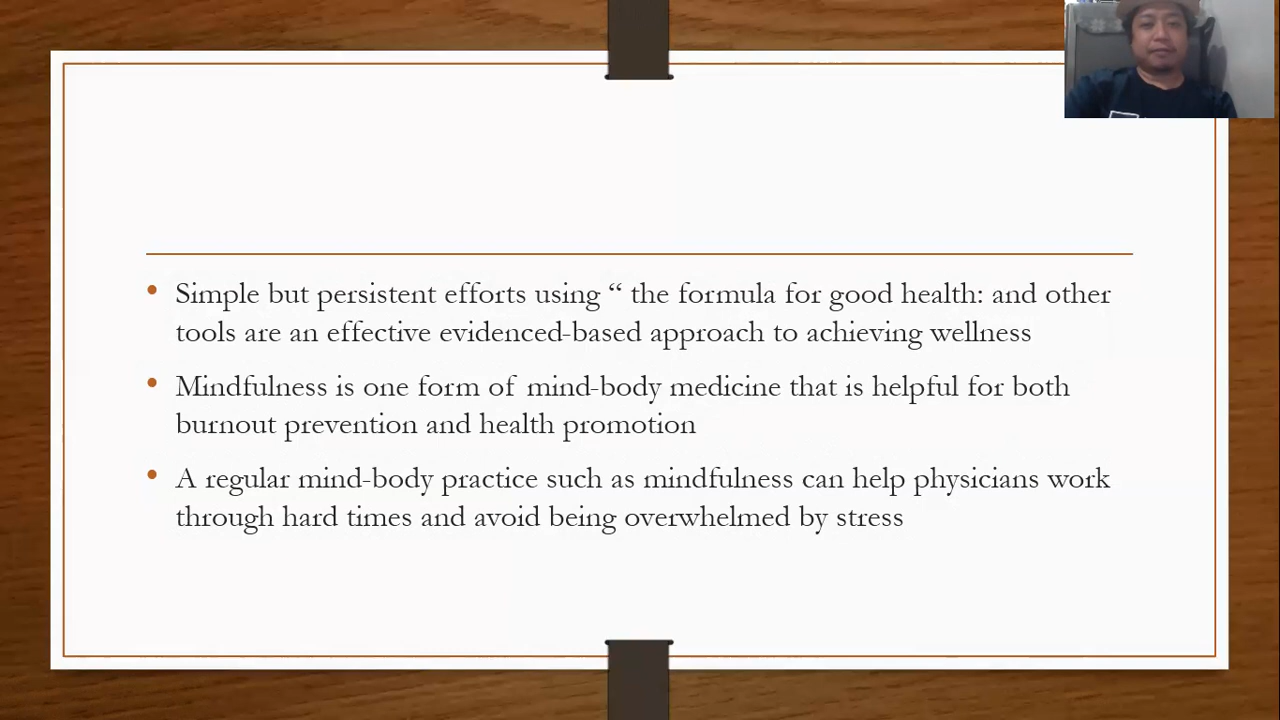 • Simple but persistent efforts using “ the formula for good health: and other
tools are an effective evidenced-based approach to achieving wellness
• Mindfulness is one form of mind-body medicine that is helpful for both
burnout prevention and health promotion
• A regular mind-body practice such as mindfulness can help physicians work
through hard times and avoid being overwhelmed by stress